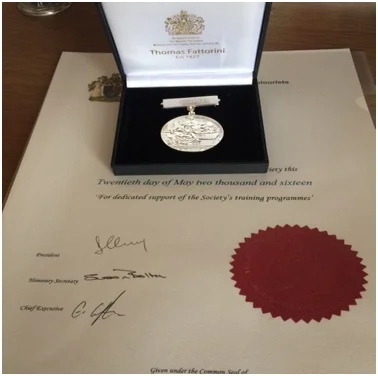 Thomas Fattorini
Est 1827
this
Twentieth day of May two thousand and sixteen
'For dedicated support of the Society's training programmes'
President
Honorary Secretary
Chief Executive
Given under the Common Seal of